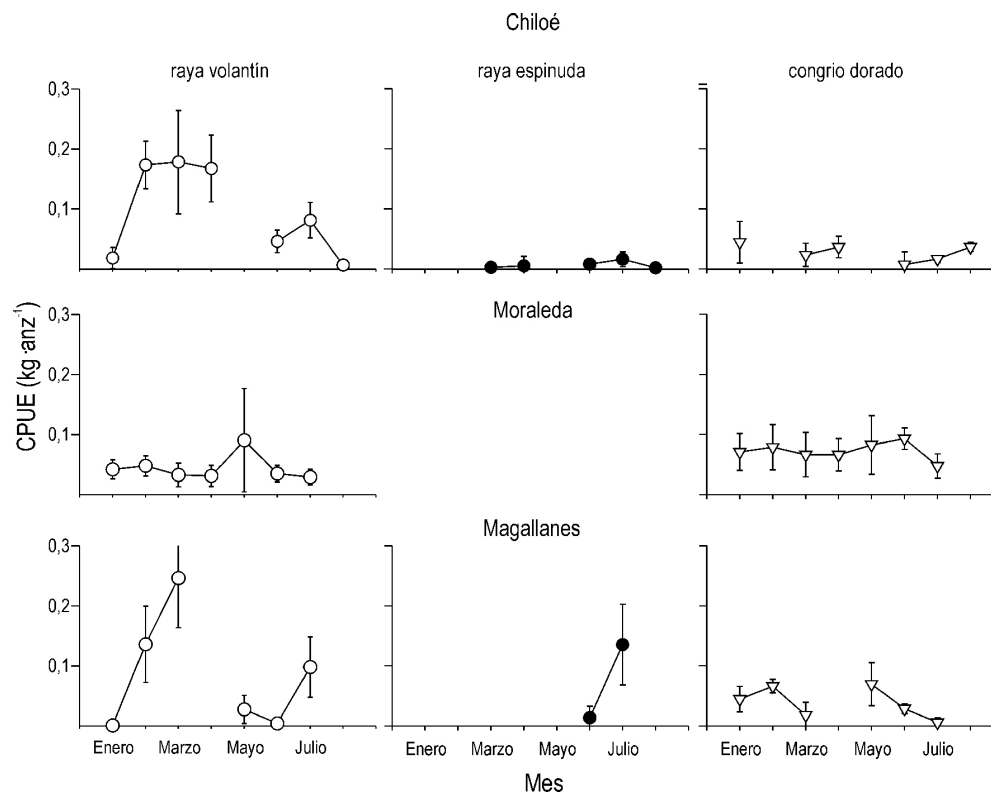 Chiloé
raya volantín
raya espinuda
congrio dorado
0,3
0,2
0,1
Moraleda
0,3
0,2
0,1
CPUE (kg·anz⁻¹)
Magallanes
0,3
0,2
0,1
Enero Marzo Mayo Julio
Enero Marzo Mayo Julio
Enero Marzo Mayo Julio
Mes